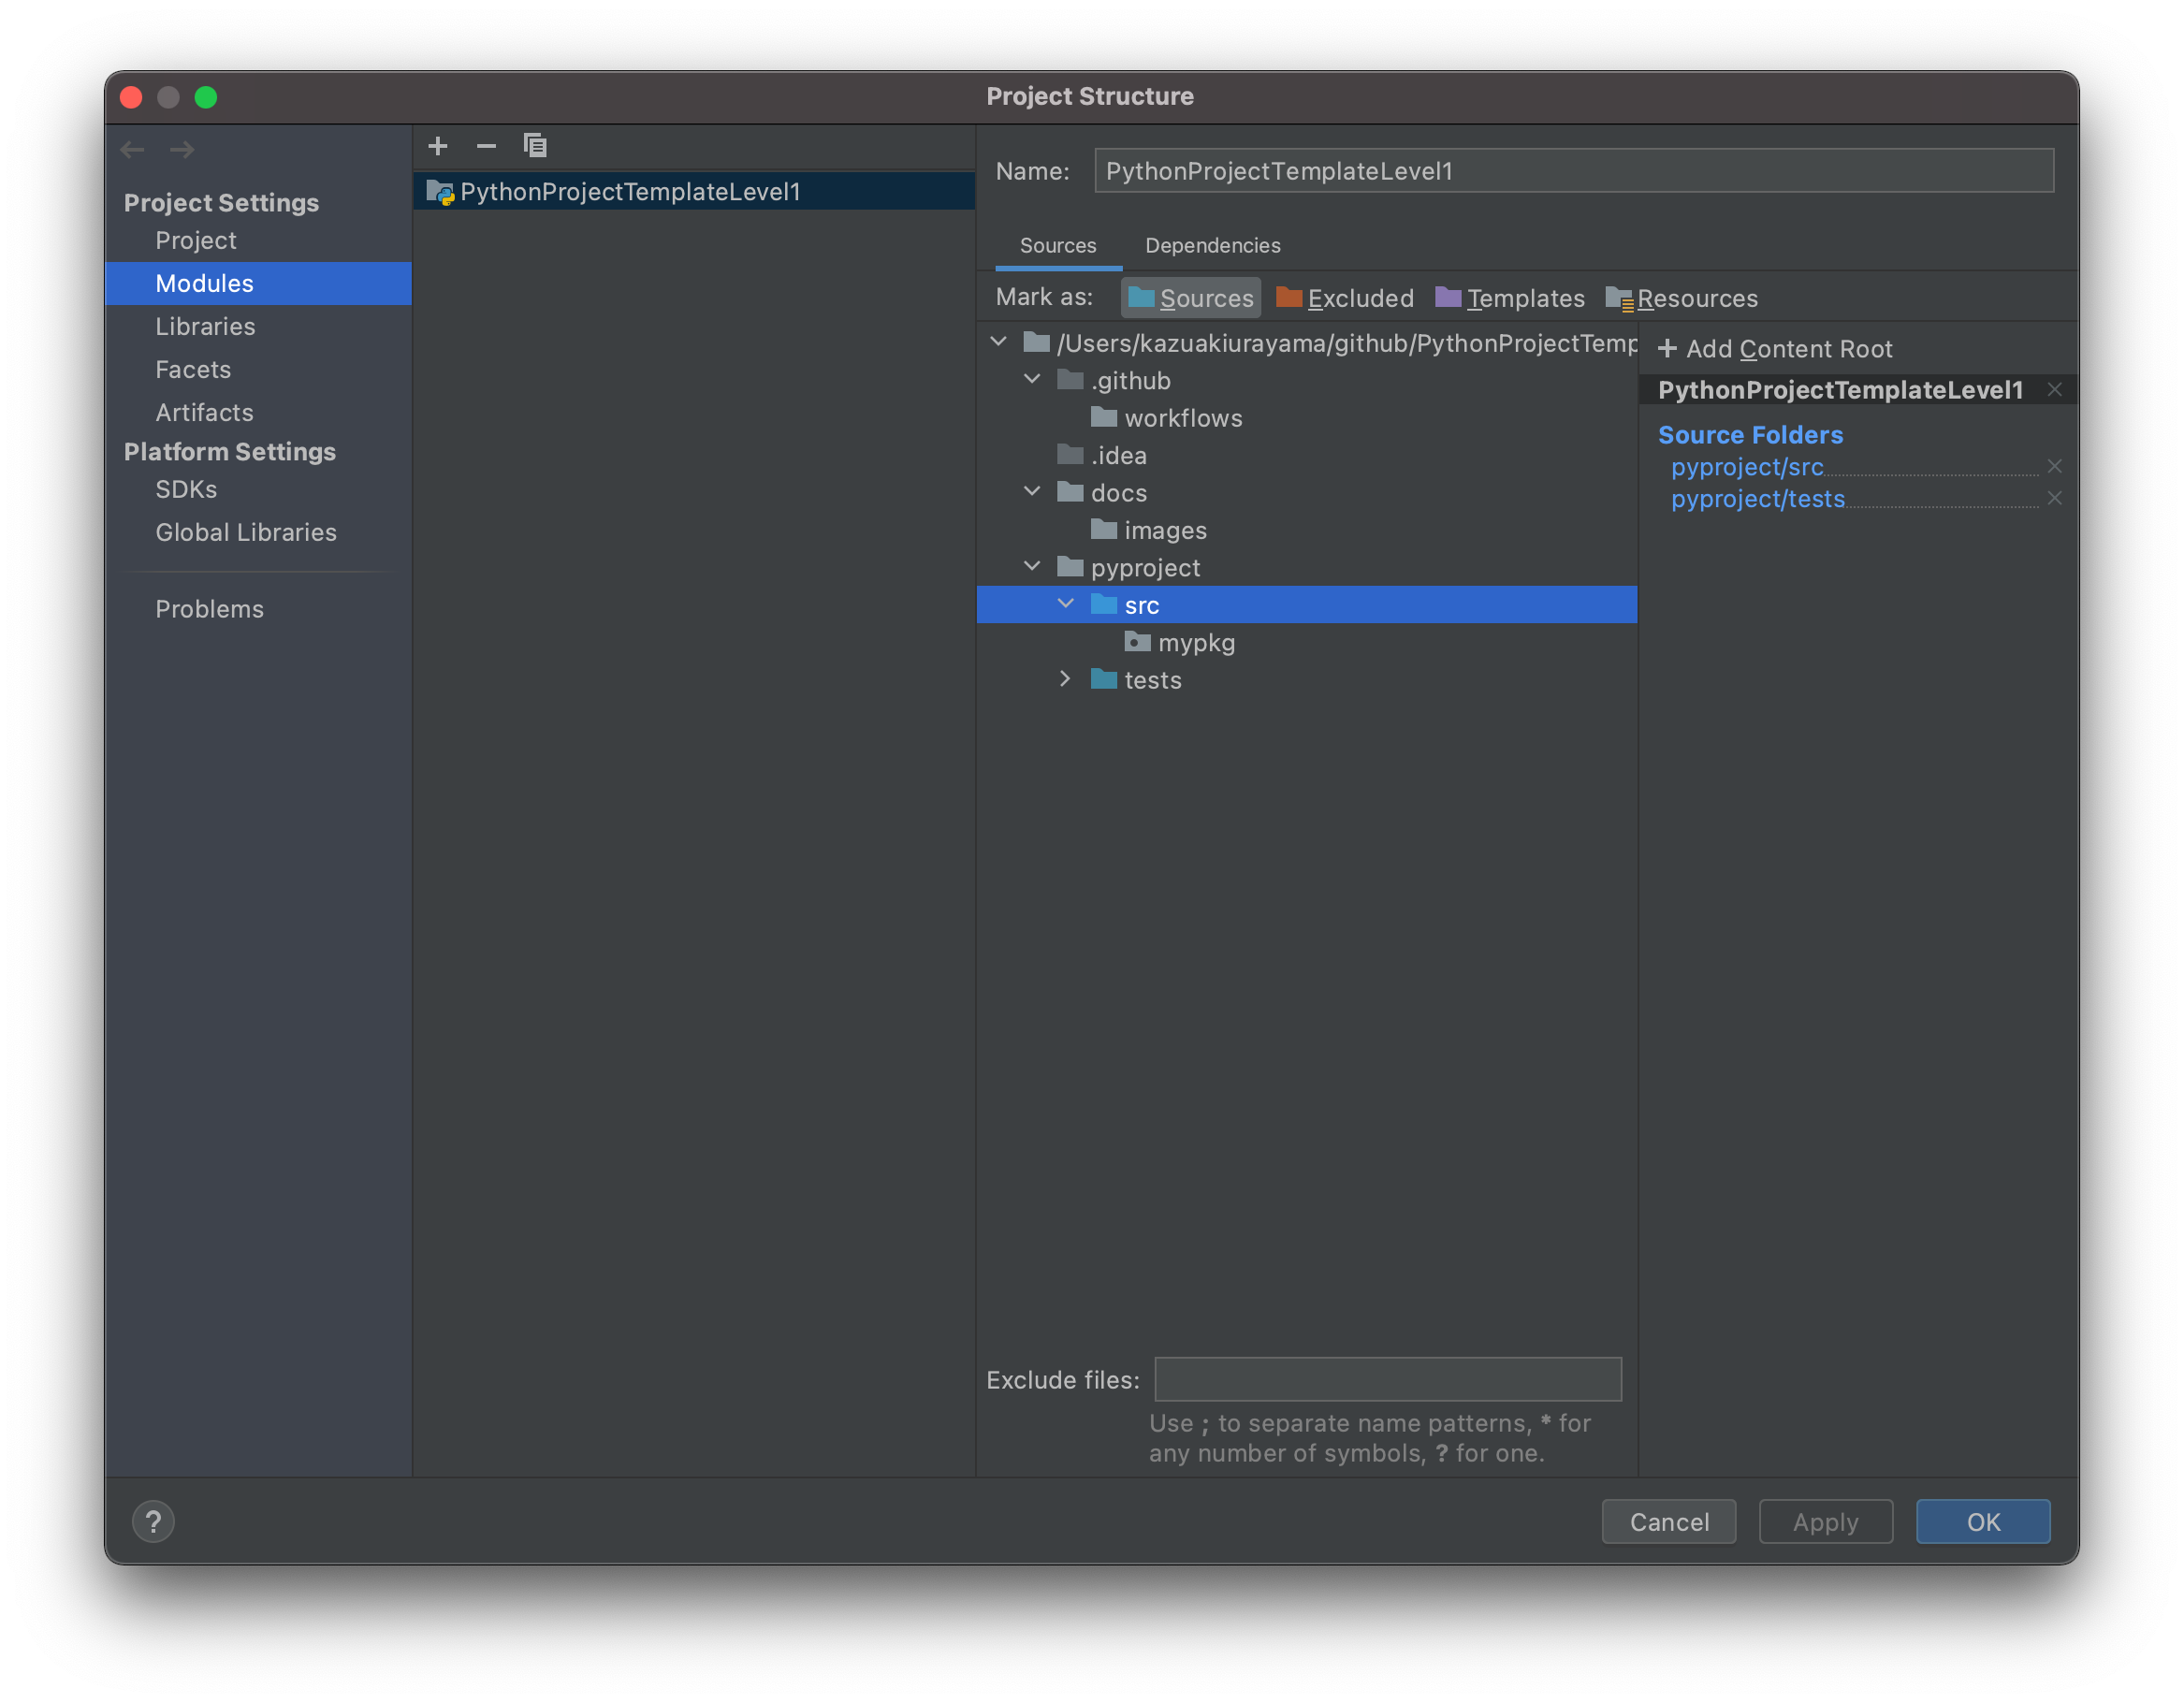 Project Structure
Project Settings
Project
Modules
Libraries
Facets
Artifacts
Platform Settings
SDKs
Global Libraries
Problems
PythonProjectTemplateLevel1
Name: PythonProjectTemplateLevel1
Sources Dependencies
Mark as: Sources Excluded Templates Resources
/Users/kazuakiurayama/github/PythonProjectTemp
.github
workflows
.idea
docs
images
pyproject
src
mypkg
tests
+ Add Content Root
PythonProjectTemplateLevel1
Source Folders
pyproject/src
pyproject/tests
Exclude files:
Use ; to separate name patterns, * for
any number of symbols, ? for one.
?
Cancel Apply OK